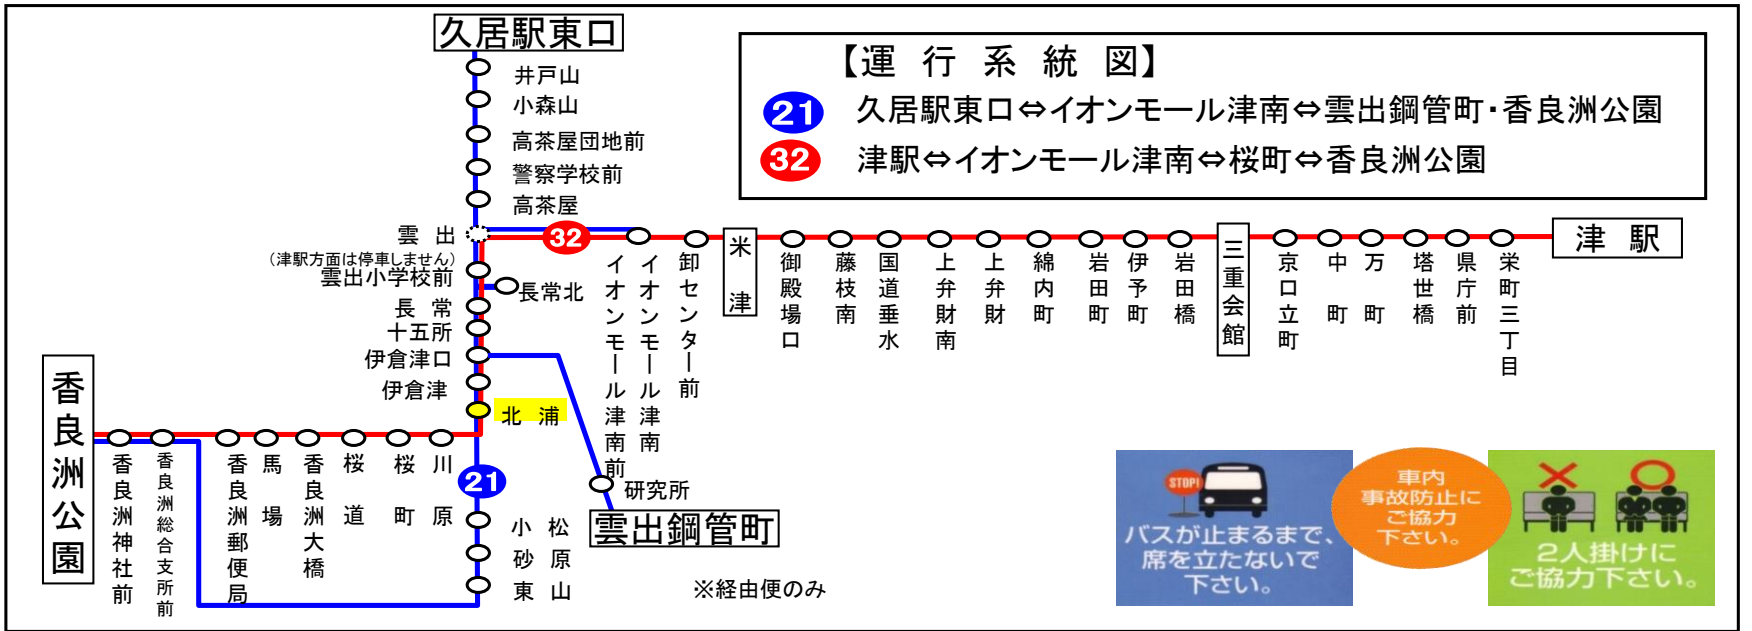 久居駅東口
【運 行 系 統 図】
21 久居駅東口⇔イオンモール津南⇔雲出鋼管町・香良洲公園
32 津駅⇔イオンモール津南⇔桜町⇔香良洲公園
井戸山
小森山
高茶屋団地前
警察学校前
高茶屋
雲 出
（津駅方面は停車しません）
雲出小学校前
長常北
長 常
十五所
伊倉津口
伊倉津
北 浦
32
イオンモール津南前
イオンモール津南
卸センター前
米津
御殿場口
藤枝南
国道垂水
上弁財南
上弁財
綿内町
岩田町
伊予町
岩田橋
三重会館
京口立町
中町
万町
塔世橋
県庁前
栄町三丁目
津 駅
香良洲公園
香良洲神社前
香良洲総合支所前
香良洲郵便局
馬場
香良洲大橋
桜道
桜町
川原
21
小 松
砂 原
東 山
研究所
雲出鋼管町
※経由便のみ
STOP!
バスが止まるまで、
席を立たないで
下さい。
車内
事故防止に
ご協力
下さい。
2人掛けに
ご協力下さい。